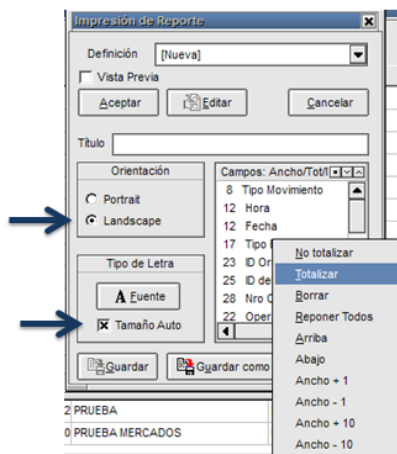 Impresión de Reporte
Definición [Nueva]
Vista Previa
Aceptar Editar Cancelar
Título
Orientación
Portrait
Landscape
Tipo de Letra
A Fuente
Tamaño Auto
Campos: Ancho/Tot/
8 Tipo Movimiento
12 Hora
12 Fecha
17 Tipo
23 ID Or
25 ID de
28 Nro
22 Oper
No totalizar
Totalizar
Borrar
Reponer Todos
Arriba
Abajo
Ancho + 1
Ancho - 1
Ancho + 10
Ancho - 10
Guardar Guardar como
2 PRUEBA
0 PRUEBA MERCADOS